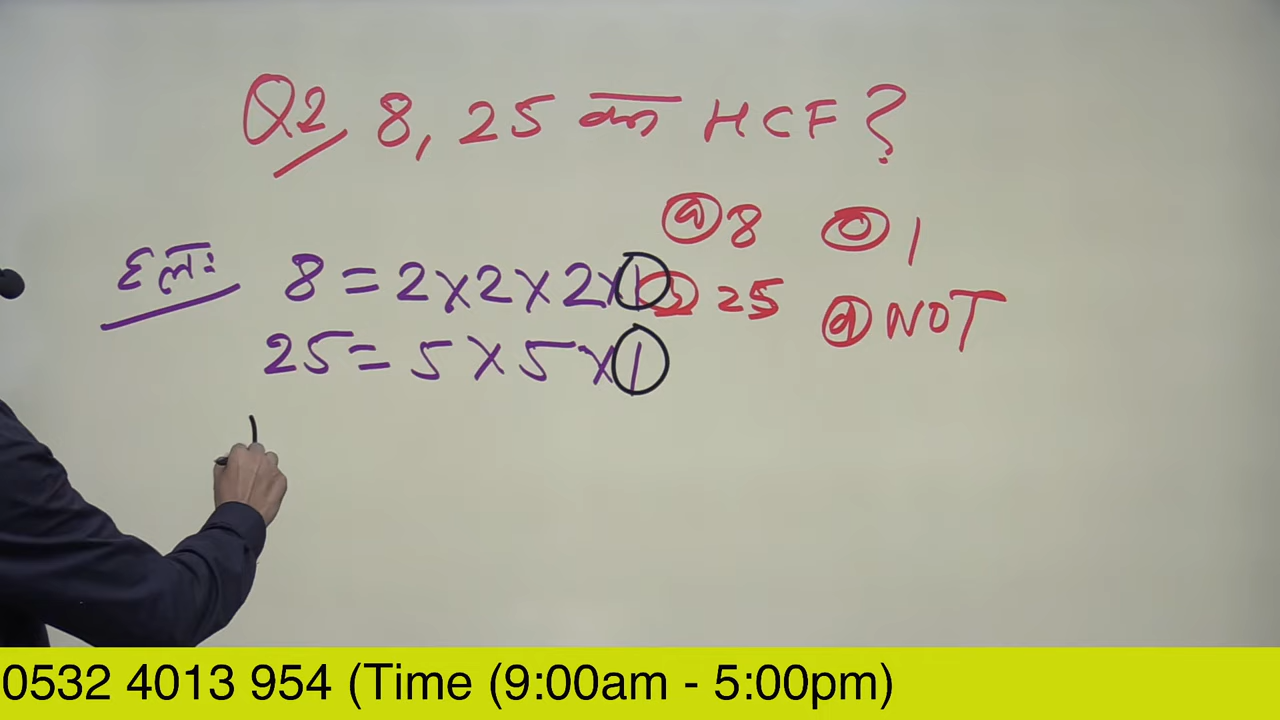 Q2, 8, 25 का HCF ?
ⓐ 8 ⓒ 1
25 ⓓ NOT
हल:
8 = 2×2×2×1
25 = 5×5×1
0532 4013 954 (Time (9:00am - 5:00pm)